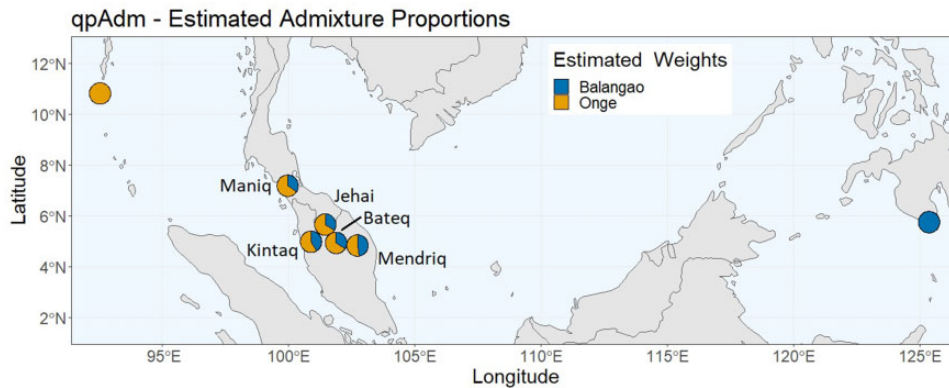 qpAdm - Estimated Admixture Proportions
Estimated Weights
Balangao
Onge
12°N
10°N
8°N
6°N
4°N
2°N
Latitude
Maniq
Jehai
Bateq
Kintaq
Mendriq
95°E
100°E
105°E
110°E
115°E
120°E
125°E
Longitude